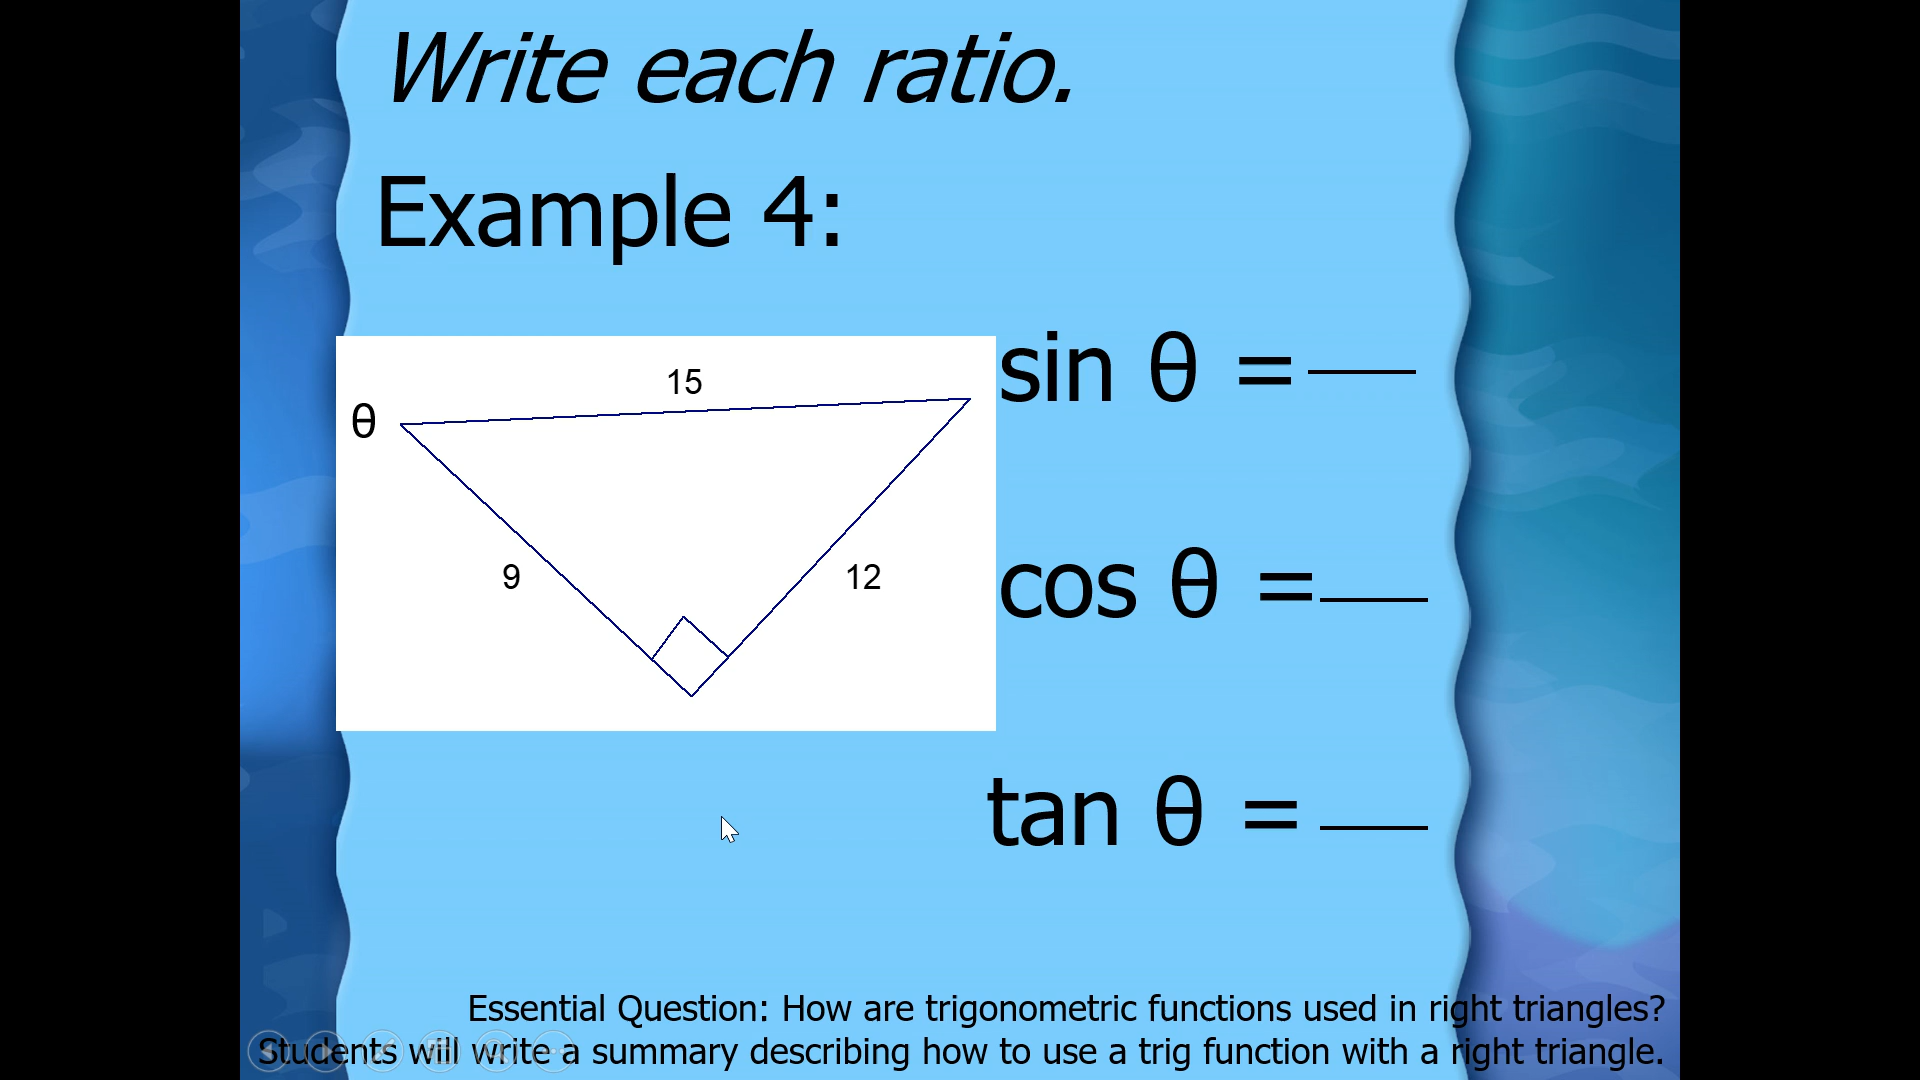 Write each ratio.
Example 4:
15
θ
9
12
sin θ =
cos θ =
tan θ =
Essential Question: How are trigonometric functions used in right triangles?
Students will write a summary describing how to use a trig function with a right triangle.